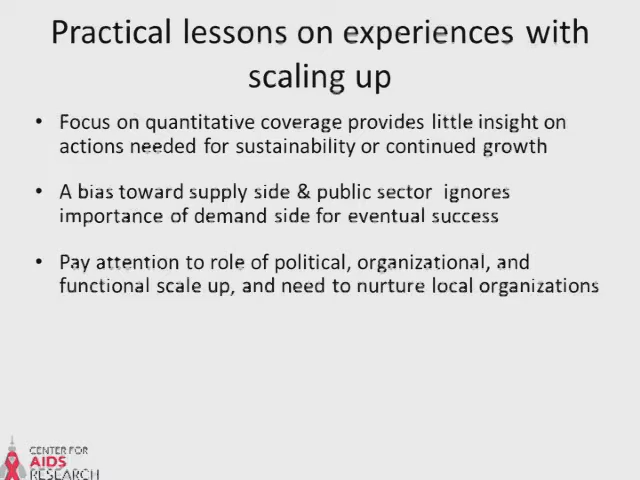 Practical lessons on experiences with
scaling up
• Focus on quantitative coverage provides little insight on
actions needed for sustainability or continued growth
• A bias toward supply side & public sector ignores
importance of demand side for eventual success
• Pay attention to role of political, organizational, and
functional scale up, and need to nurture local organizations
CENTER FOR
AIDS
RESEARCH